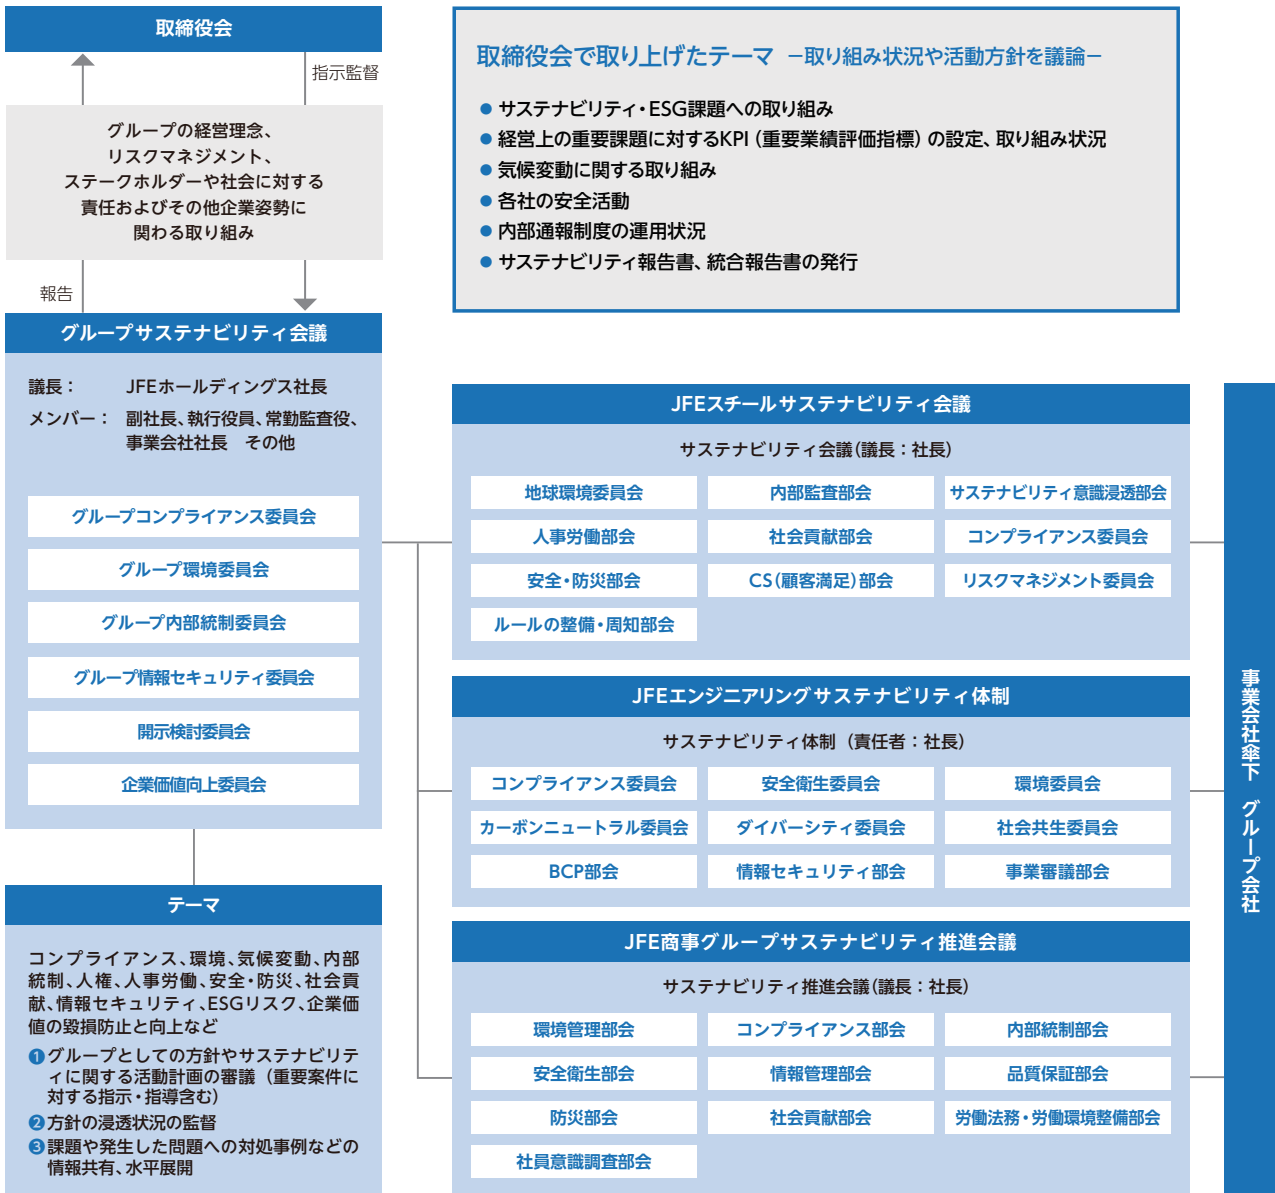 取締役会
指示監督
グループの経営理念、
リスクマネジメント、
ステークホルダーや社会に対する
責任およびその他企業姿勢に
関わる取り組み
報告
グループサステナビリティ会議
議長： JFEホールディングス社長
メンバー： 副社長、執行役員、常勤監査役、
事業会社社長 その他
グループコンプライアンス委員会
グループ環境委員会
グループ内部統制委員会
グループ情報セキュリティ委員会
開示検討委員会
企業価値向上委員会
テーマ
コンプライアンス、環境、気候変動、内部
統制、人権、人事労働、安全・防災、社会貢
献、情報セキュリティ、ESGリスク、企業価
値の毀損防止と向上など
❶グループとしての方針やサステナビリテ
ィに関する活動計画の審議（重要案件に
対する指示・指導含む）
❷方針の浸透状況の監督
❸課題や発生した問題への対処事例などの
情報共有、水平展開
取締役会で取り上げたテーマ －取り組み状況や活動方針を議論－
● サステナビリティ・ESG課題への取り組み
● 経営上の重要課題に対するKPI（重要業績評価指標）の設定、取り組み状況
● 気候変動に関する取り組み
● 各社の安全活動
● 内部通報制度の運用状況
● サステナビリティ報告書、統合報告書の発行
JFEスチールサステナビリティ会議
サステナビリティ会議（議長：社長）
地球環境委員会 内部監査部会 サステナビリティ意識浸透部会
人事労働部会 社会貢献部会 コンプライアンス委員会
安全・防災部会 CS（顧客満足）部会 リスクマネジメント委員会
ルールの整備・周知部会
JFEエンジニアリングサステナビリティ体制
サステナビリティ体制（責任者：社長）
コンプライアンス委員会 安全衛生委員会 環境委員会
カーボンニュートラル委員会 ダイバーシティ委員会 社会共生委員会
BCP部会 情報セキュリティ部会 事業審議部会
JFE商事グループサステナビリティ推進会議
サステナビリティ推進会議（議長：社長）
環境管理部会 コンプライアンス部会 内部統制部会
安全衛生部会 情報管理部会 品質保証部会
防災部会 社会貢献部会 労働法務・労働環境整備部会
社員意識調査部会
事業会社傘下 グループ会社